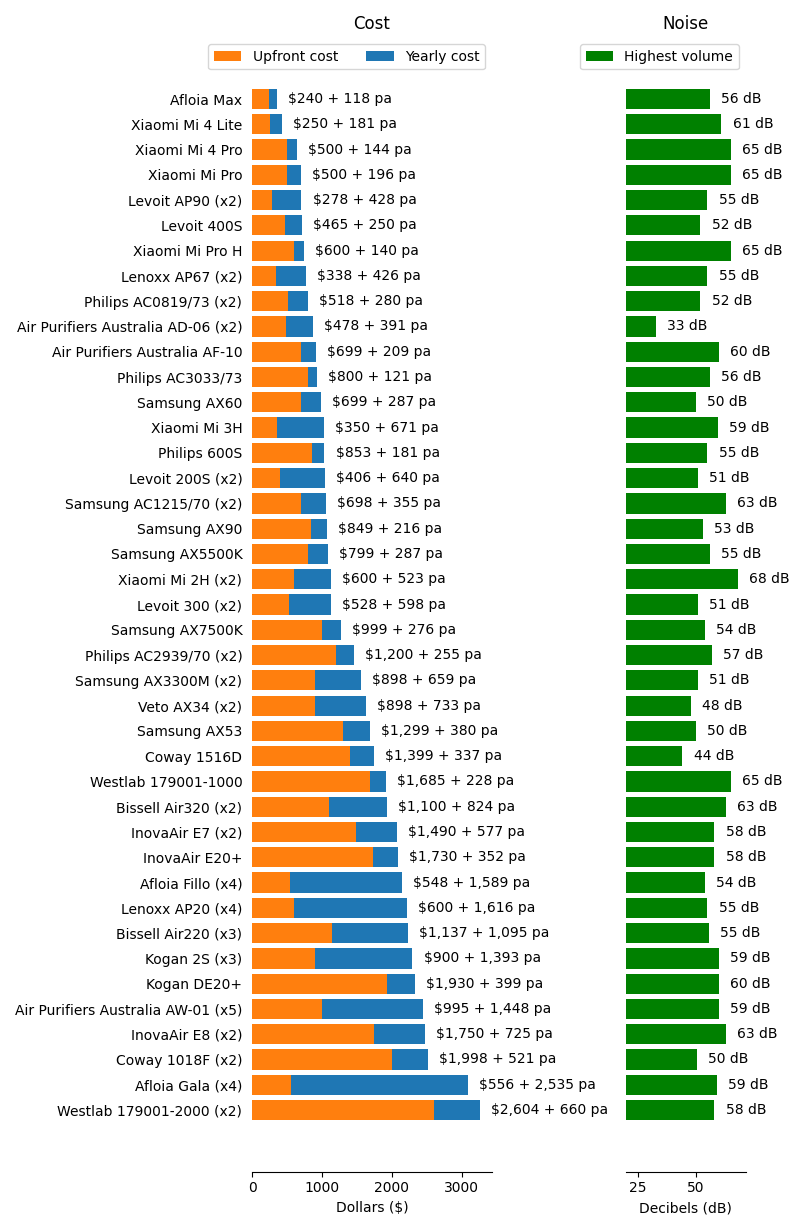 Cost Noise
Upfront cost Yearly cost Highest volume
Afloia Max $240 + 118 pa 56 dB
Xiaomi Mi 4 Lite $250 + 181 pa 61 dB
Xiaomi Mi 4 Pro $500 + 144 pa 65 dB
Xiaomi Mi Pro $500 + 196 pa 65 dB
Levoit AP90 (x2) $278 + 428 pa 55 dB
Levoit 400S $465 + 250 pa 52 dB
Xiaomi Mi Pro H $600 + 140 pa 65 dB
Lenoxx AP67 (x2) $338 + 426 pa 55 dB
Philips AC0819/73 (x2) $518 + 280 pa 52 dB
Air Purifiers Australia AD-06 (x2) $478 + 391 pa 33 dB
Air Purifiers Australia AF-10 $699 + 209 pa 60 dB
Philips AC3033/73 $800 + 121 pa 56 dB
Samsung AX60 $699 + 287 pa 50 dB
Xiaomi Mi 3H $350 + 671 pa 59 dB
Philips 600S $853 + 181 pa 55 dB
Levoit 200S (x2) $406 + 640 pa 51 dB
Samsung AC1215/70 (x2) $698 + 355 pa 63 dB
Samsung AX90 $849 + 216 pa 53 dB
Samsung AX5500K $799 + 287 pa 55 dB
Xiaomi Mi 2H (x2) $600 + 523 pa 68 dB
Levoit 300 (x2) $528 + 598 pa 51 dB
Samsung AX7500K $999 + 276 pa 54 dB
Philips AC2939/70 (x2) $1,200 + 255 pa 57 dB
Samsung AX3300M (x2) $898 + 659 pa 51 dB
Veto AX34 (x2) $898 + 733 pa 48 dB
Samsung AX53 $1,299 + 380 pa 50 dB
Coway 1516D $1,399 + 337 pa 44 dB
Westlab 179001-1000 $1,685 + 228 pa 65 dB
Bissell Air320 (x2) $1,100 + 824 pa 63 dB
InovaAir E7 (x2) $1,490 + 577 pa 58 dB
InovaAir E20+ $1,730 + 352 pa 58 dB
Afloia Fillo (x4) $548 + 1,589 pa 54 dB
Lenoxx AP20 (x4) $600 + 1,616 pa 55 dB
Bissell Air220 (x3) $1,137 + 1,095 pa 55 dB
Kogan 2S (x3) $900 + 1,393 pa 59 dB
Kogan DE20+ $1,930 + 399 pa 60 dB
Air Purifiers Australia AW-01 (x5) $995 + 1,448 pa 59 dB
InovaAir E8 (x2) $1,750 + 725 pa 63 dB
Coway 1018F (x2) $1,998 + 521 pa 50 dB
Afloia Gala (x4) $556 + 2,535 pa 59 dB
Westlab 179001-2000 (x2) $2,604 + 660 pa 58 dB
0 1000 2000 3000 25 50
Dollars ($) Decibels (dB)